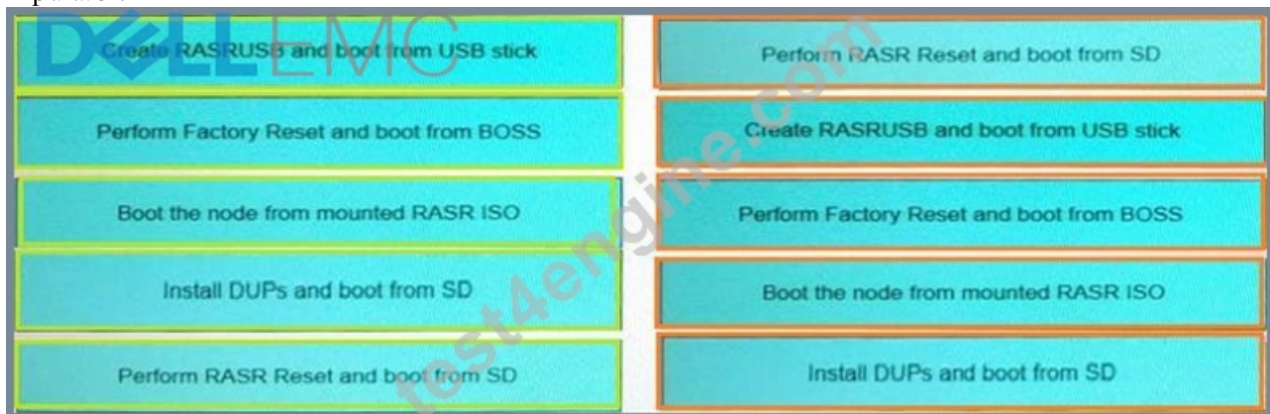 DELL EMC
Create RASRUSB and boot from USB stick
Perform RASR Reset and boot from SD
Perform Factory Reset and boot from BOSS
Create RASRUSB and boot from USB stick
Boot the node from mounted RASR ISO
Perform Factory Reset and boot from BOSS
Install DUPs and boot from SD
Boot the node from mounted RASR ISO
Perform RASR Reset and boot from SD
Install DUPs and boot from SD
test4engine.com